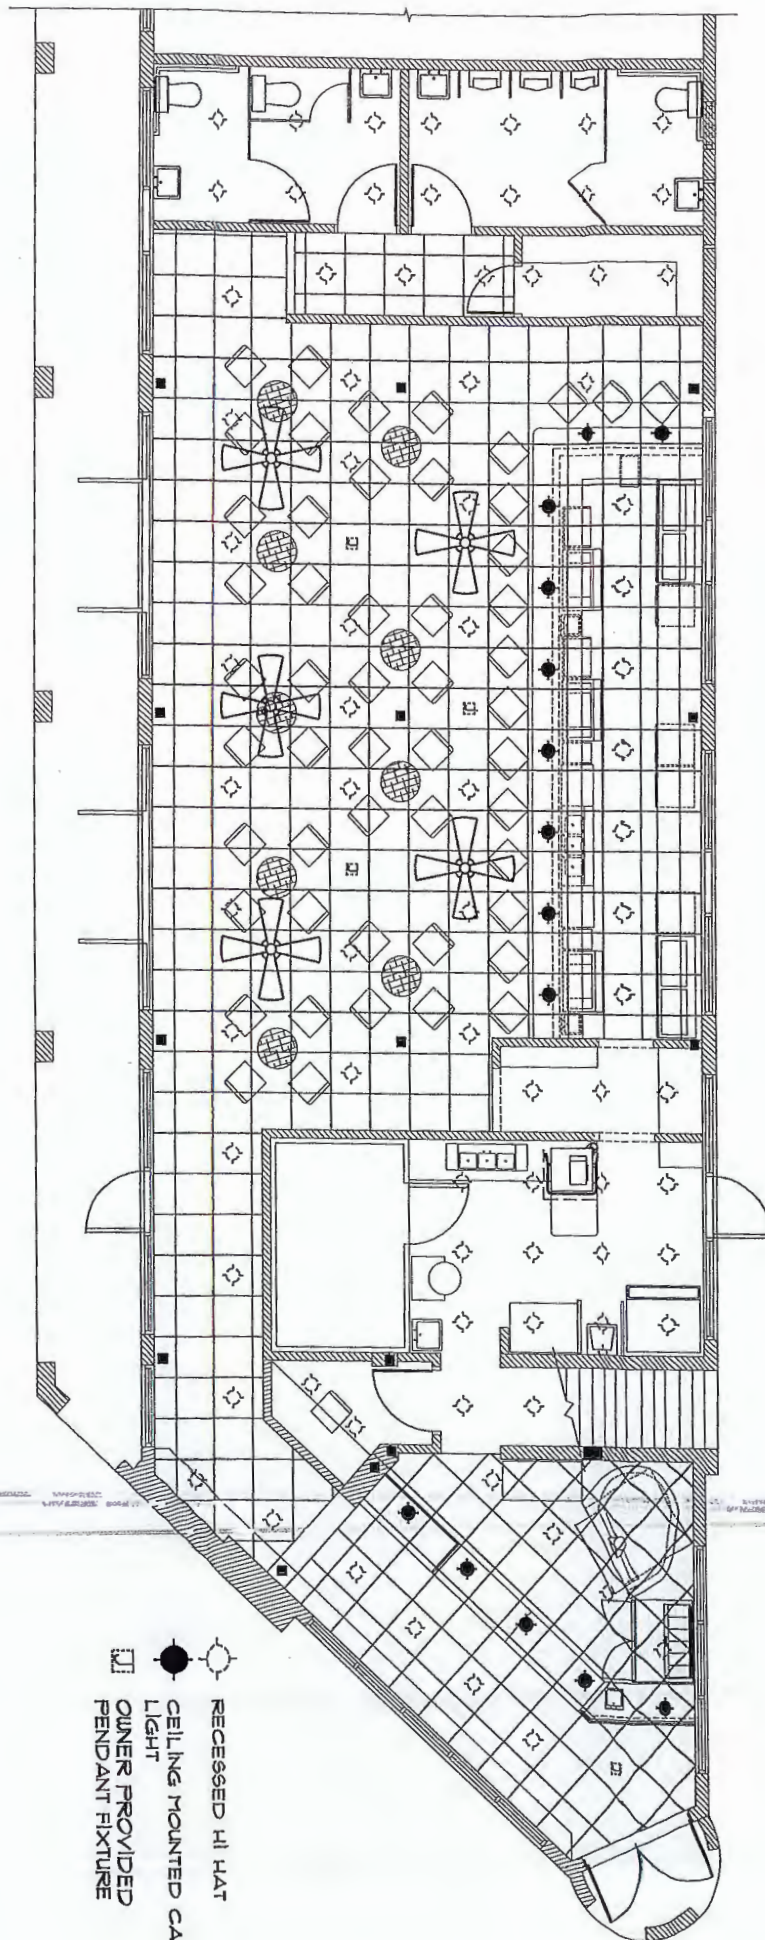 RECESSED HI HAT
CEILING MOUNTED CA
LIGHT
OWNER PROVIDED
PENDANT FIXTURE